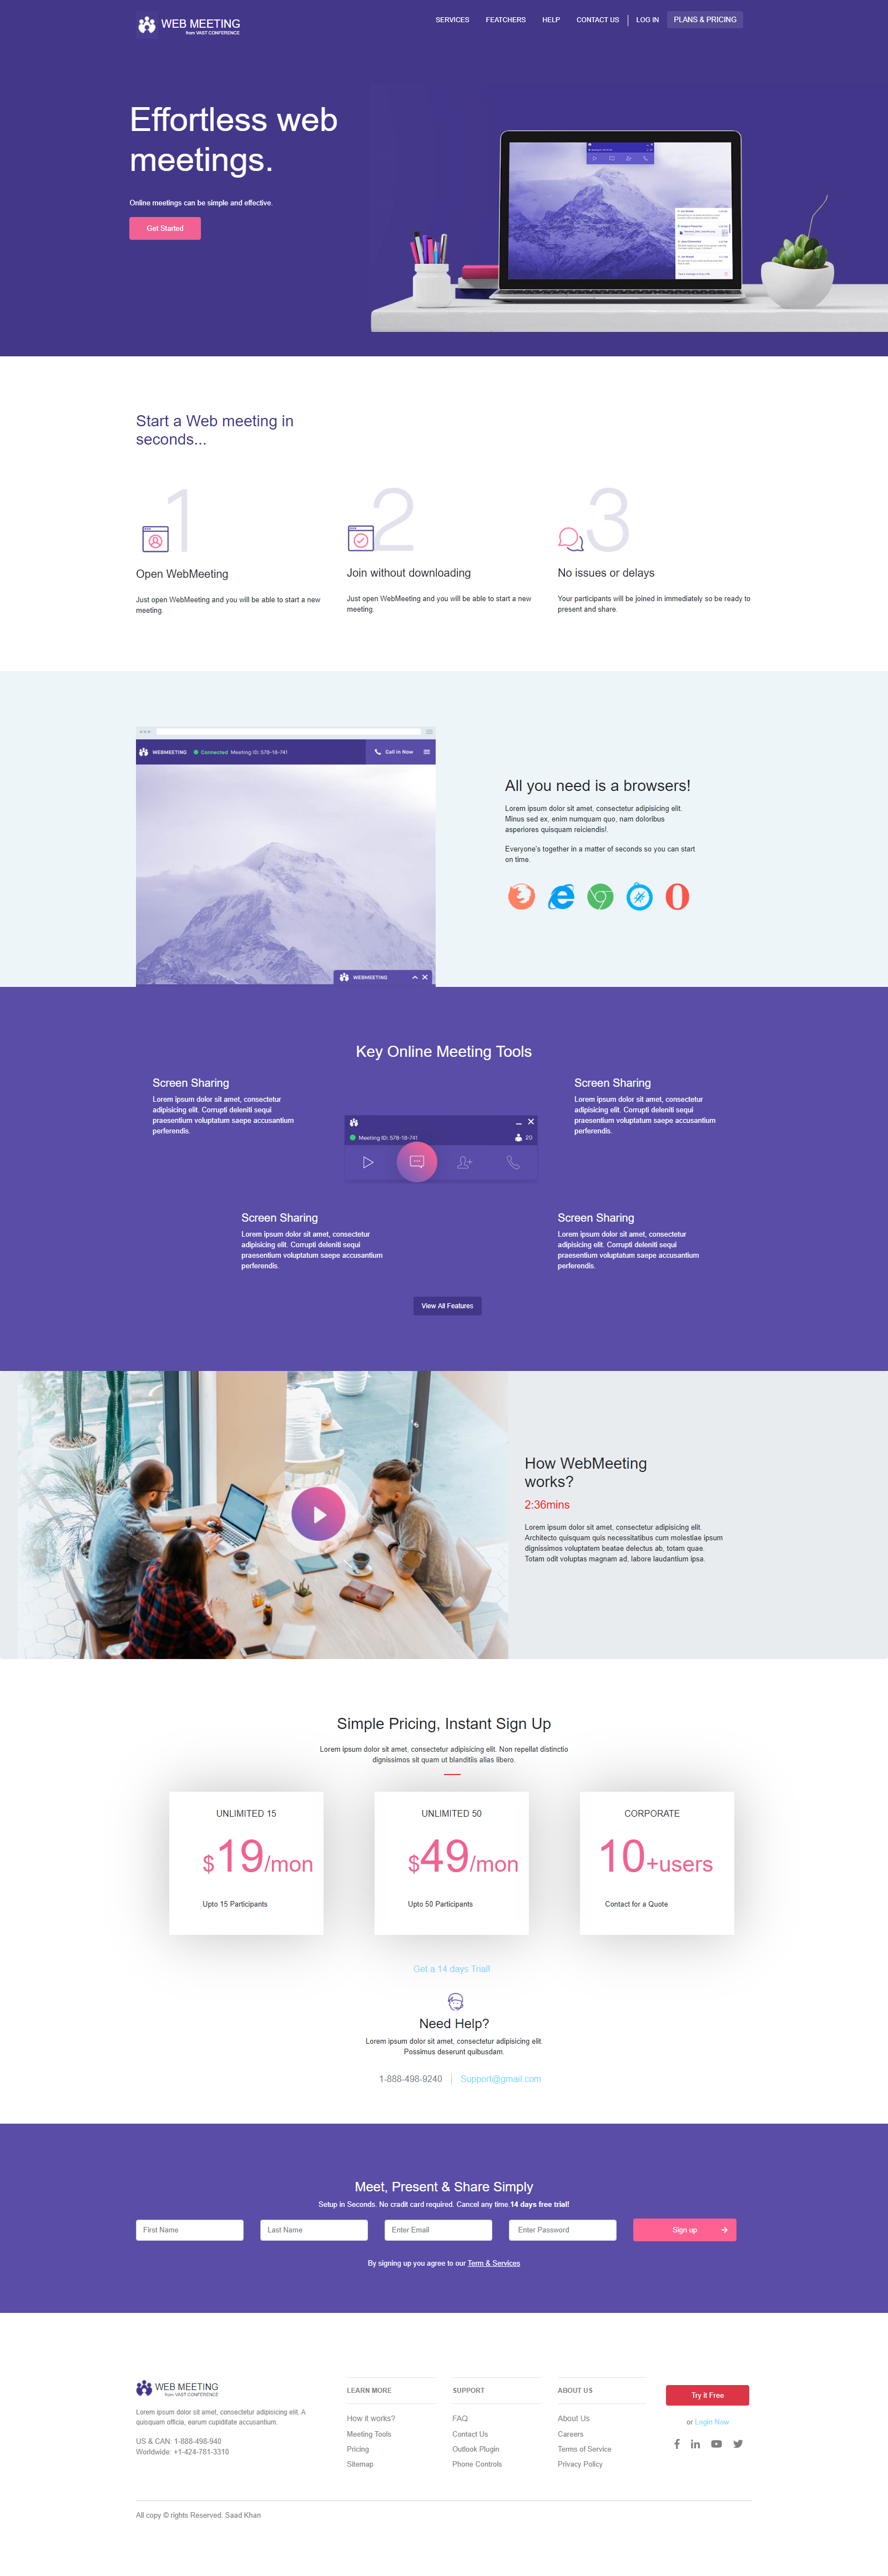 WEB MEETING
from VAST CONFERENCE
SERVICES FEATCHERS HELP CONTACT US LOG IN PLANS & PRICING
Effortless web
meetings.
Online meetings can be simple and effective.
Get Started
Start a Web meeting in
seconds...
1
2
3
Open WebMeeting
Just open WebMeeting and you will be able to start a new
meeting.
Join without downloading
Just open WebMeeting and you will be able to start a new
meeting.
No issues or delays
Your participants will be joined in immediately so be ready to
present and share.
WEBMEETING Connected Meeting ID: 578-18-741 Call in Now
WEBMEETING
All you need is a browsers!
Lorem ipsum dolor sit amet, consectetur adipisicing elit.
Minus sed ex, enim numquam quo, nam doloribus
asperiores quisquam reiciendis!.
Everyone's together in a matter of seconds so you can start
on time.
Key Online Meeting Tools
Screen Sharing
Lorem ipsum dolor sit amet, consectetur
adipisicing elit. Corrupti deleniti sequi
praesentium voluptatum saepe accusantium
perferendis.
Meeting ID: 578-18-741 20
Screen Sharing
Lorem ipsum dolor sit amet, consectetur
adipisicing elit. Corrupti deleniti sequi
praesentium voluptatum saepe accusantium
perferendis.
Screen Sharing
Lorem ipsum dolor sit amet, consectetur
adipisicing elit. Corrupti deleniti sequi
praesentium voluptatum saepe accusantium
perferendis.
Screen Sharing
Lorem ipsum dolor sit amet, consectetur
adipisicing elit. Corrupti deleniti sequi
praesentium voluptatum saepe accusantium
perferendis.
View All Features
How WebMeeting
works?
2:36mins
Lorem ipsum dolor sit amet, consectetur adipisicing elit.
Architecto quisquam quis necessitatibus cum molestiae ipsum
dignissimos voluptatem beatae delectus ab, totam quae.
Totam odit voluptas magnam ad, labore laudantium ipsa.
Simple Pricing, Instant Sign Up
Lorem ipsum dolor sit amet, consectetur adipisicing elit. Non repellat distinctio
dignissimos sit quam ut blanditiis alias libero.
UNLIMITED 15
$19/mon
Upto 15 Participants
UNLIMITED 50
$49/mon
Upto 50 Participants
CORPORATE
10+users
Contact for a Quote
Get a 14 days Trial!
Need Help?
Lorem ipsum dolor sit amet, consectetur adipisicing elit.
Possimus deserunt quibusdam.
1-888-498-9240 Support@gmail.com
Meet, Present & Share Simply
Setup in Seconds. No cradit card required. Cancel any time.14 days free trial!
First Name Last Name Enter Email Enter Password Sign up
By signing up you agree to our Term & Services
WEB MEETING
from VAST CONFERENCE
Lorem ipsum dolor sit amet, consectetur adipisicing elit. A
quisquam officia, earum cupiditate accusantium.
US & CAN: 1-888-498-940
Worldwide: +1-424-781-3310
LEARN MORE
How it works?
Meeting Tools
Pricing
Sitemap
SUPPORT
FAQ
Contact Us
Outlook Plugin
Phone Controls
ABOUT US
About Us
Careers
Terms of Service
Privacy Policy
Try it Free
or Login Now
All copy © rights Reserved. Saad Khan